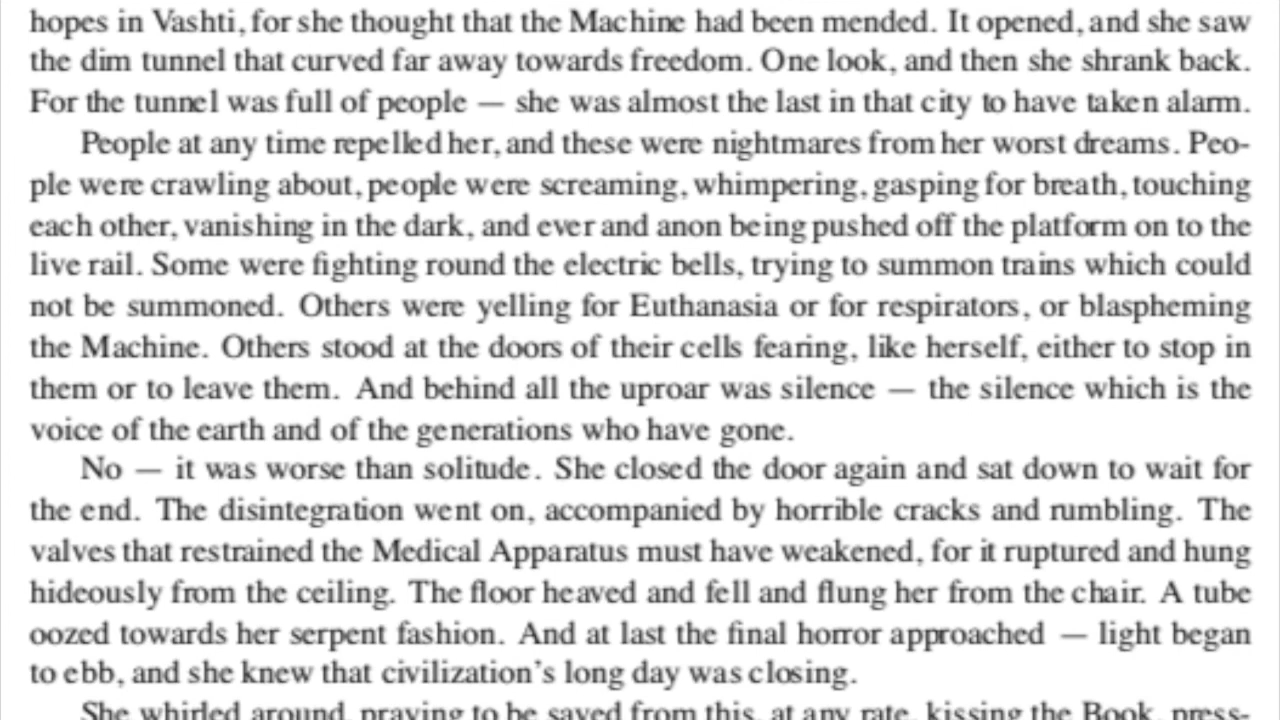 hopes in Vashti, for she thought that the Machine had been mended. It opened, and she saw
the dim tunnel that curved far away towards freedom. One look, and then she shrank back.
For the tunnel was full of people — she was almost the last in that city to have taken alarm.
People at any time repelled her, and these were nightmares from her worst dreams. Peo-
ple were crawling about, people were screaming, whimpering, gasping for breath, touching
each other, vanishing in the dark, and ever and anon being pushed off the platform on to the
live rail. Some were fighting round the electric bells, trying to summon trains which could
not be summoned. Others were yelling for Euthanasia or for respirators, or blaspheming
the Machine. Others stood at the doors of their cells fearing, like herself, either to stop in
them or to leave them. And behind all the uproar was silence — the silence which is the
voice of the earth and of the generations who have gone.
No — it was worse than solitude. She closed the door again and sat down to wait for
the end. The disintegration went on, accompanied by horrible cracks and rumbling. The
valves that restrained the Medical Apparatus must have weakened, for it ruptured and hung
hideously from the ceiling. The floor heaved and fell and flung her from the chair. A tube
oozed towards her serpent fashion. And at last the final horror approached — light began
to ebb, and she knew that civilization's long day was closing.
She whirled around, praying to be saved from this, at any rate, kissing the Book, press-